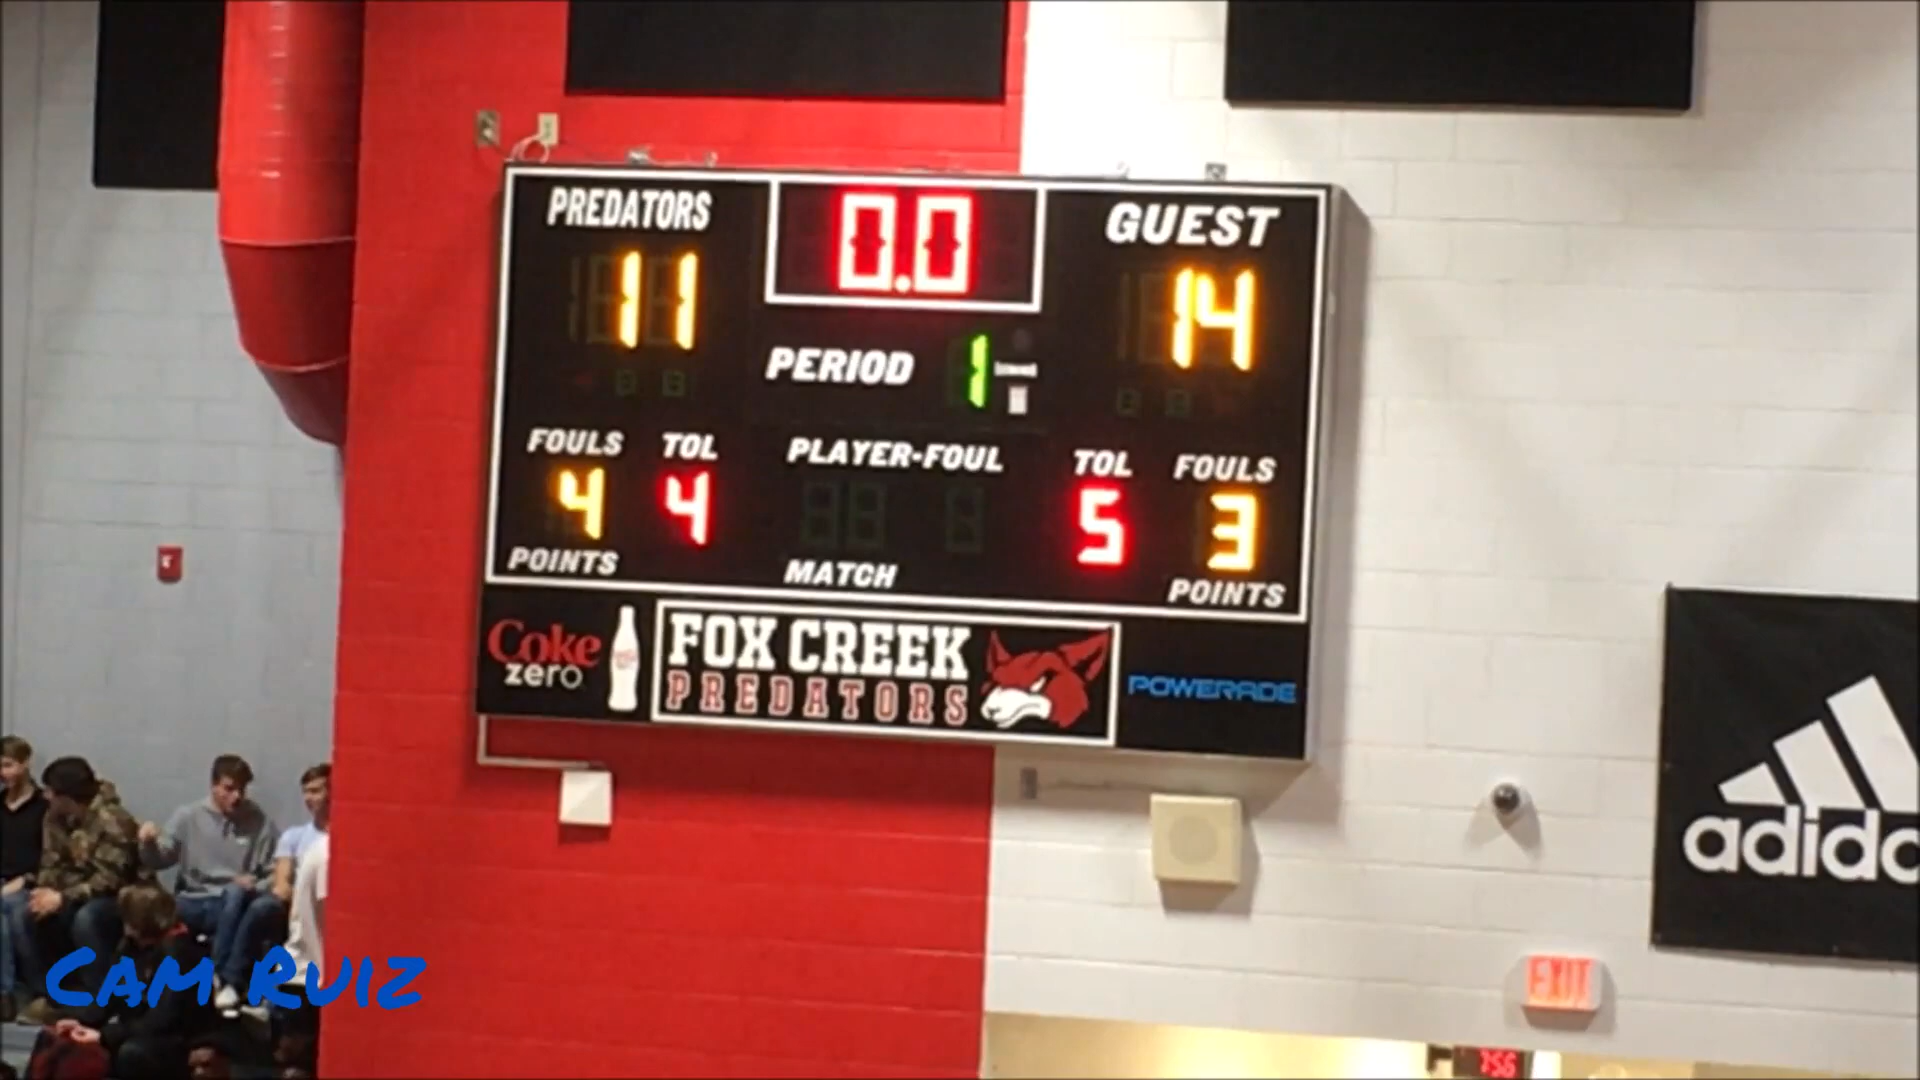 PREDATORS
0.0
GUEST
11
14
PERIOD 1
FOULS TOL
PLAYER-FOUL
TOL FOULS
4 4
5 3
POINTS
MATCH
POINTS
Coke
zero
FOX CREEK
PREDATORS
POWERADE
adida
CAM RUIZ
EXIT
756